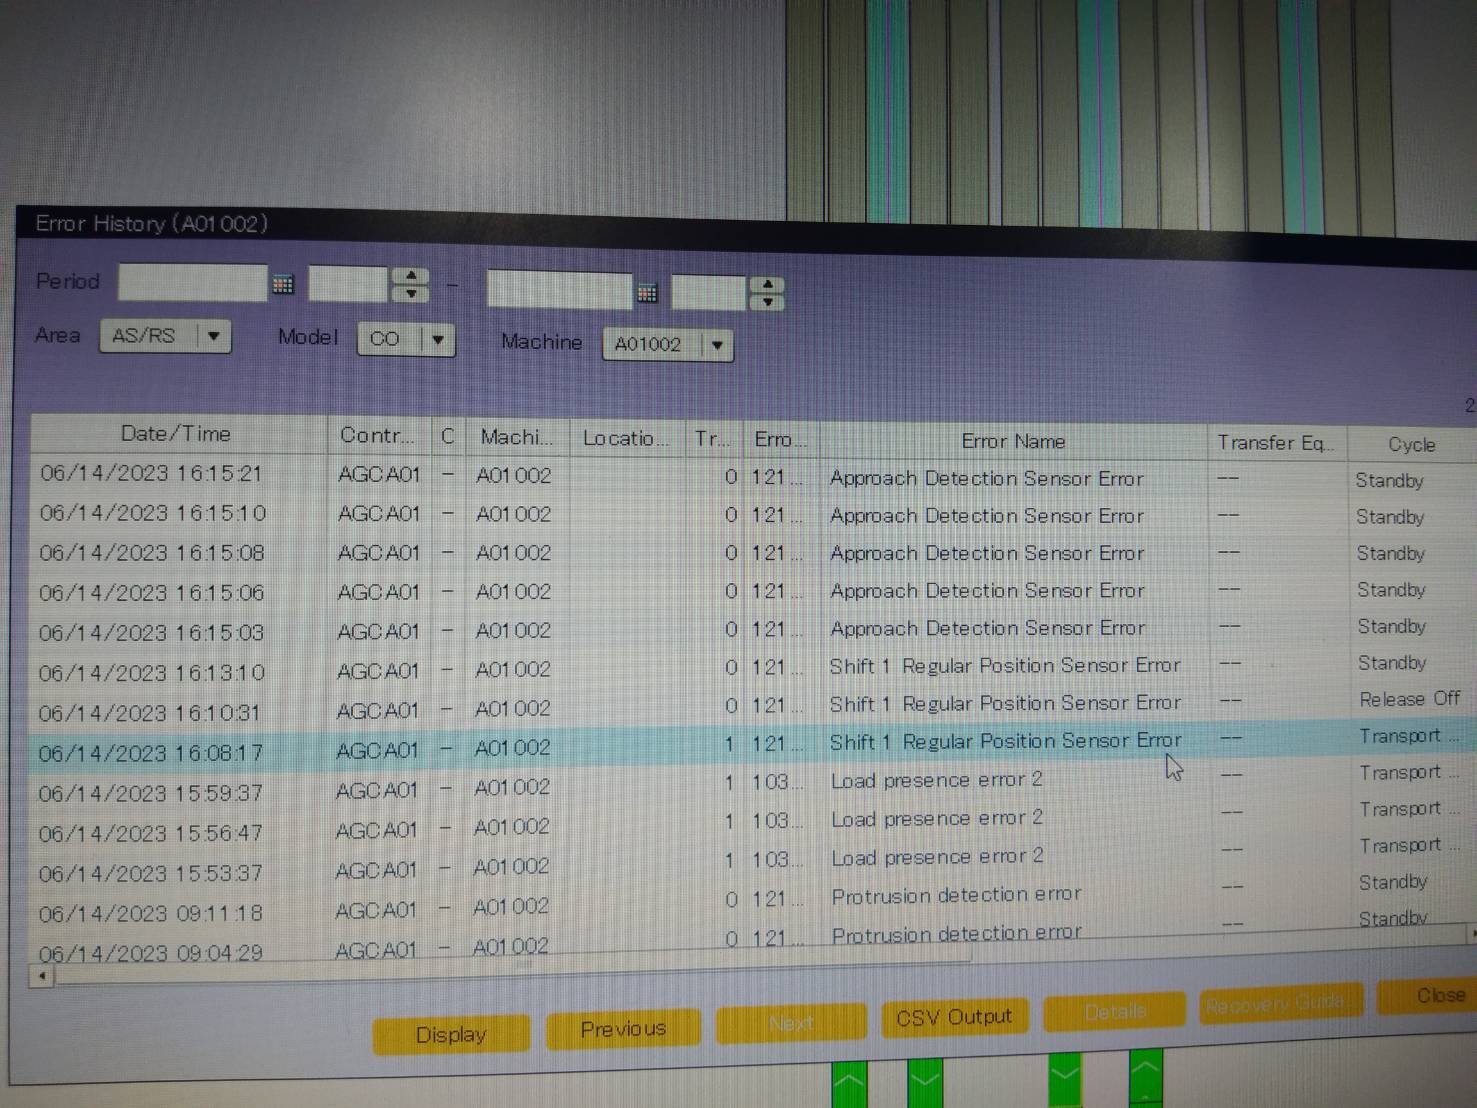 Error History (A01002)
Period –
Area AS/RS Model CO Machine A01002
2
Date/Time Contr... C Machi... Locatio... Tr... Erro... Error Name Transfer Eq... Cycle
06/14/2023 16:15:21 AGCA01 – A01002 0 121... Approach Detection Sensor Error –– Standby
06/14/2023 16:15:10 AGCA01 – A01002 0 121... Approach Detection Sensor Error –– Standby
06/14/2023 16:15:08 AGCA01 – A01002 0 121... Approach Detection Sensor Error –– Standby
06/14/2023 16:15:06 AGCA01 – A01002 0 121... Approach Detection Sensor Error –– Standby
06/14/2023 16:15:03 AGCA01 – A01002 0 121... Approach Detection Sensor Error –– Standby
06/14/2023 16:13:10 AGCA01 – A01002 0 121... Shift 1 Regular Position Sensor Error –– Standby
06/14/2023 16:10:31 AGCA01 – A01002 0 121... Shift 1 Regular Position Sensor Error –– Release Off
06/14/2023 16:08:17 AGCA01 – A01002 1 121... Shift 1 Regular Position Sensor Error –– Transport ...
06/14/2023 15:59:37 AGCA01 – A01002 1 103... Load presence error 2 –– Transport ...
06/14/2023 15:56:47 AGCA01 – A01002 1 103... Load presence error 2 –– Transport ...
06/14/2023 15:53:37 AGCA01 – A01002 1 103... Load presence error 2 –– Transport ...
06/14/2023 09:11:18 AGCA01 – A01002 0 121... Protrusion detection error –– Standby
06/14/2023 09:04:29 AGCA01 – A01002 0 121... Protrusion detection error –– Standby
Display Previous Next CSV Output Details Recovery Guida... Close